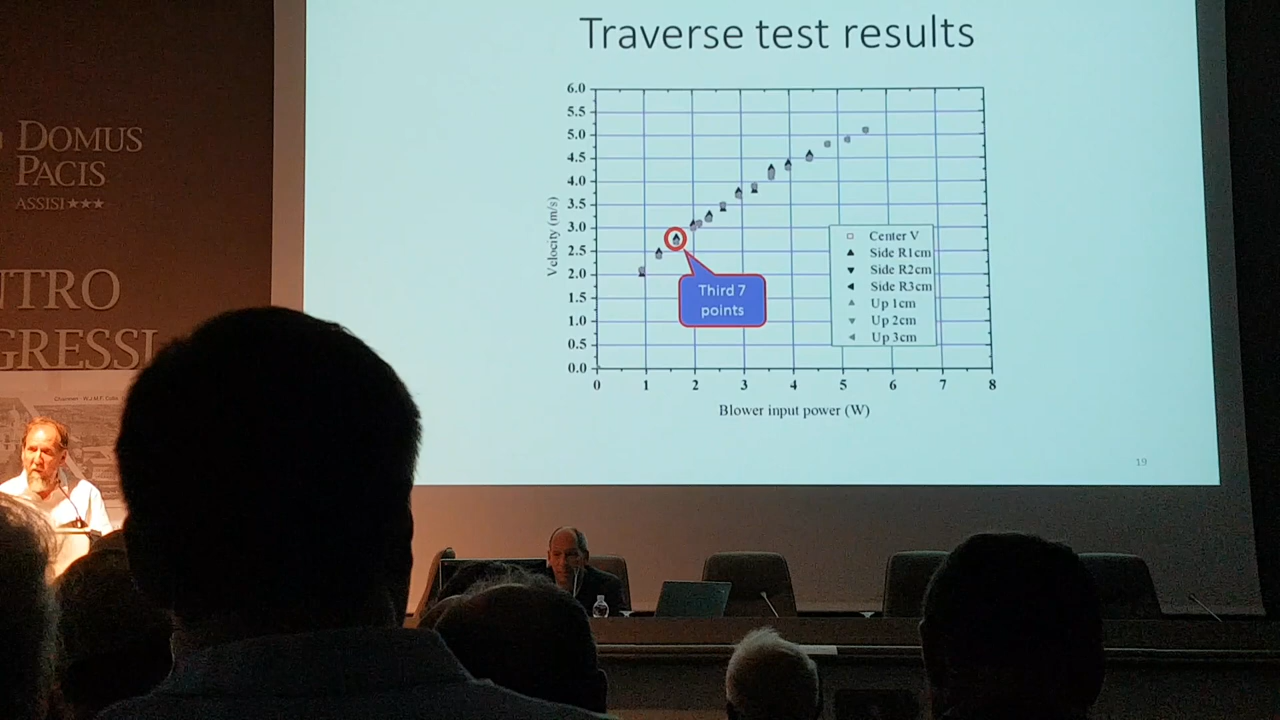 Traverse test results
6.0
5.5
5.0
4.5
4.0
3.5
3.0
2.5
2.0
1.5
1.0
0.5
0.0
Velocity (m/s)
0 1 2 3 4 5 6 7 8
Blower input power (W)
Third 7
points
Center V
Side R1cm
Side R2cm
Side R3cm
Up 1cm
Up 2cm
Up 3cm
19
DOMUS
PACIS
ASSISI★★★
NTRO
GRESSI
Chairmen - W.J.M.F. Collis